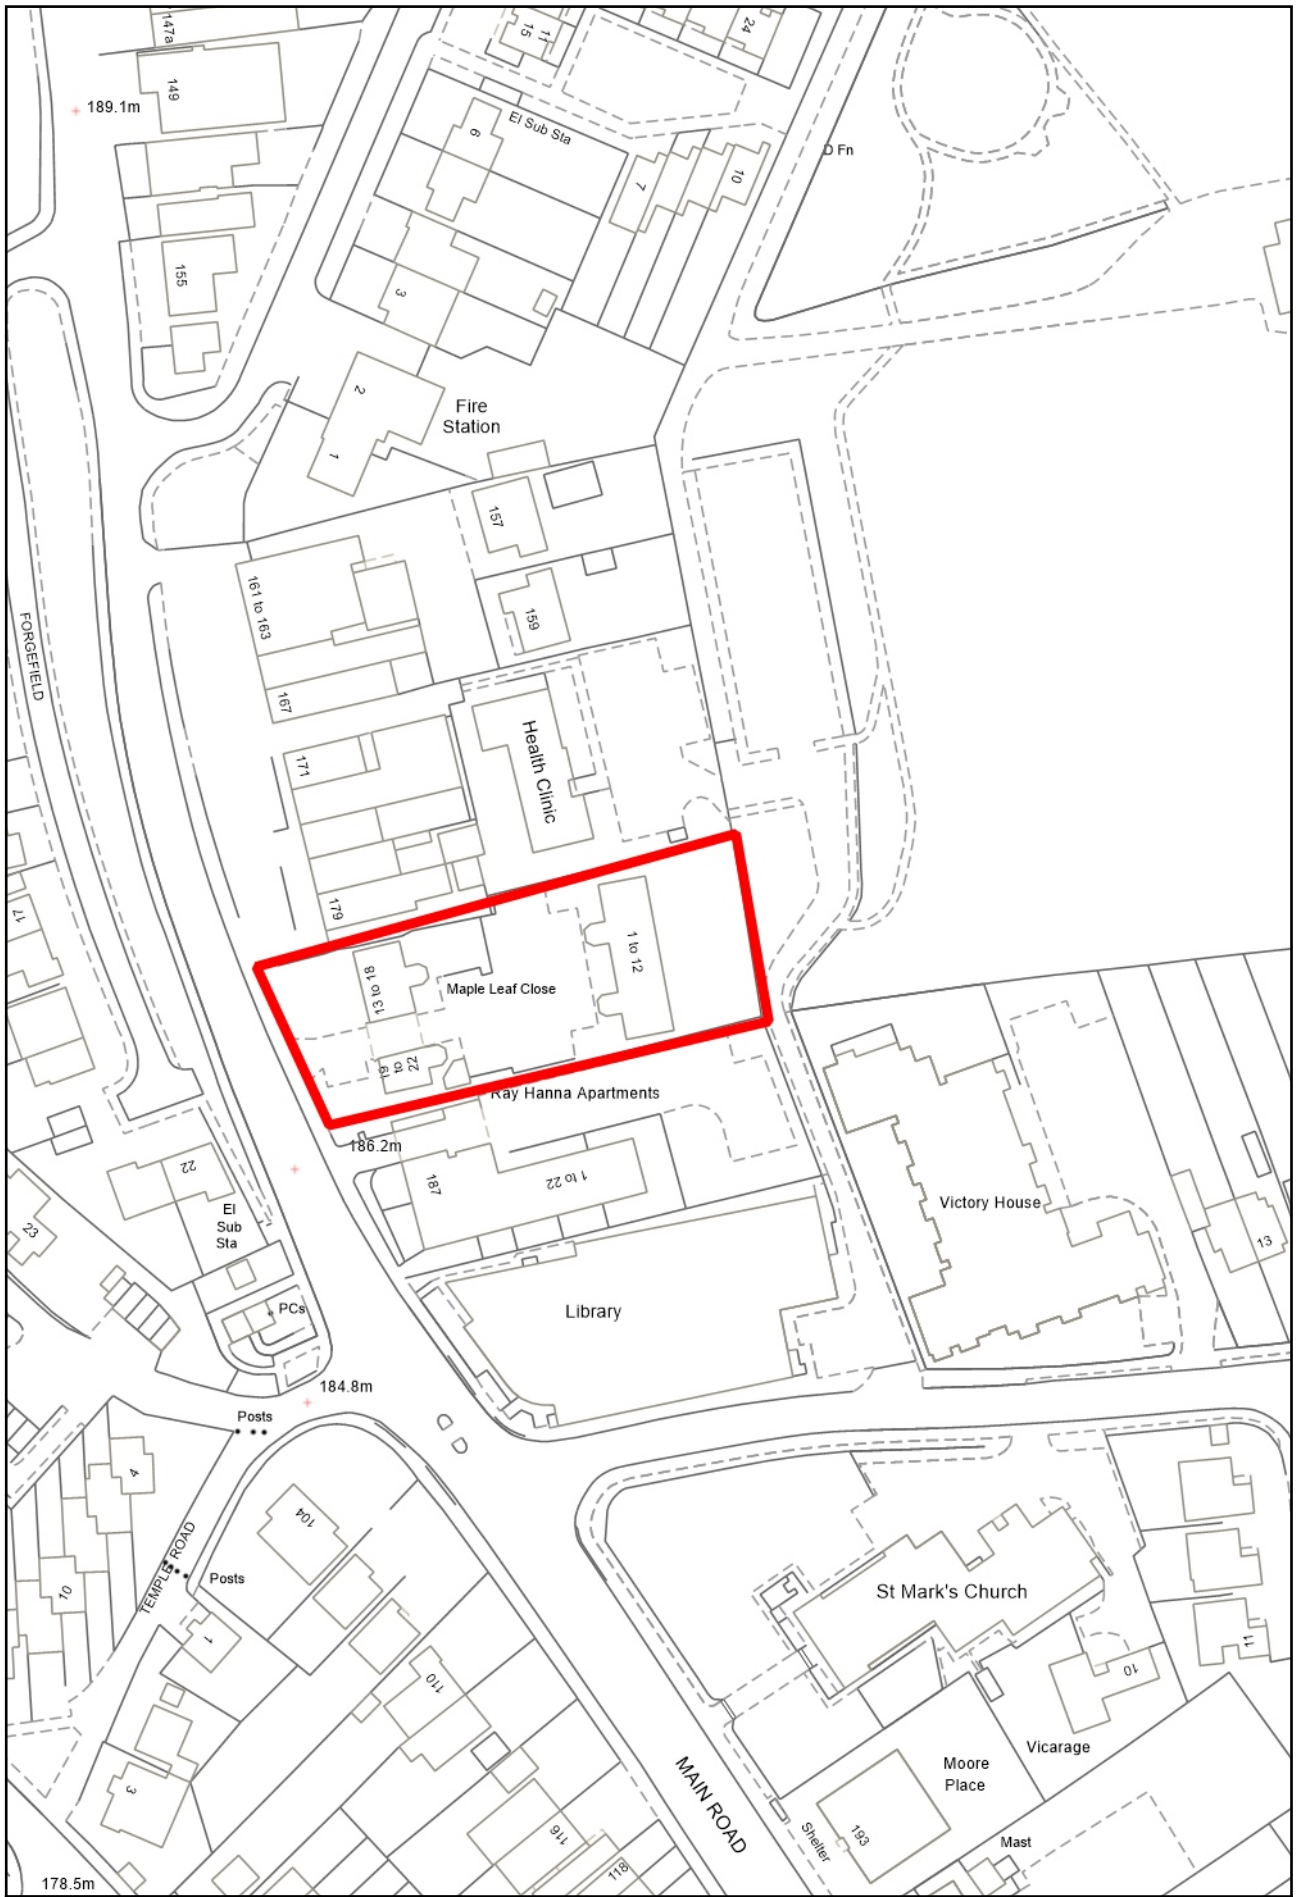 147a
149
189.1m
15
11
24
6
El Sub Sta
7
10
D Fn
155
3
2
1
Fire
Station
157
161 to 163
159
FORGEFIELD
167
171
Health Clinic
179
17
13 to 18
Maple Leaf Close
1 to 12
19
to
22
Ray Hanna Apartments
186.2m
187
1 to 22
22
23
El
Sub
Sta
Victory House
13
PCs
Library
184.8m
Posts
4
104
TEMPLE ROAD
Posts
10
1
St Mark's Church
11
10
110
Vicarage
Moore
Place
MAIN ROAD
3
116
118
Shelter
193
Mast
178.5m